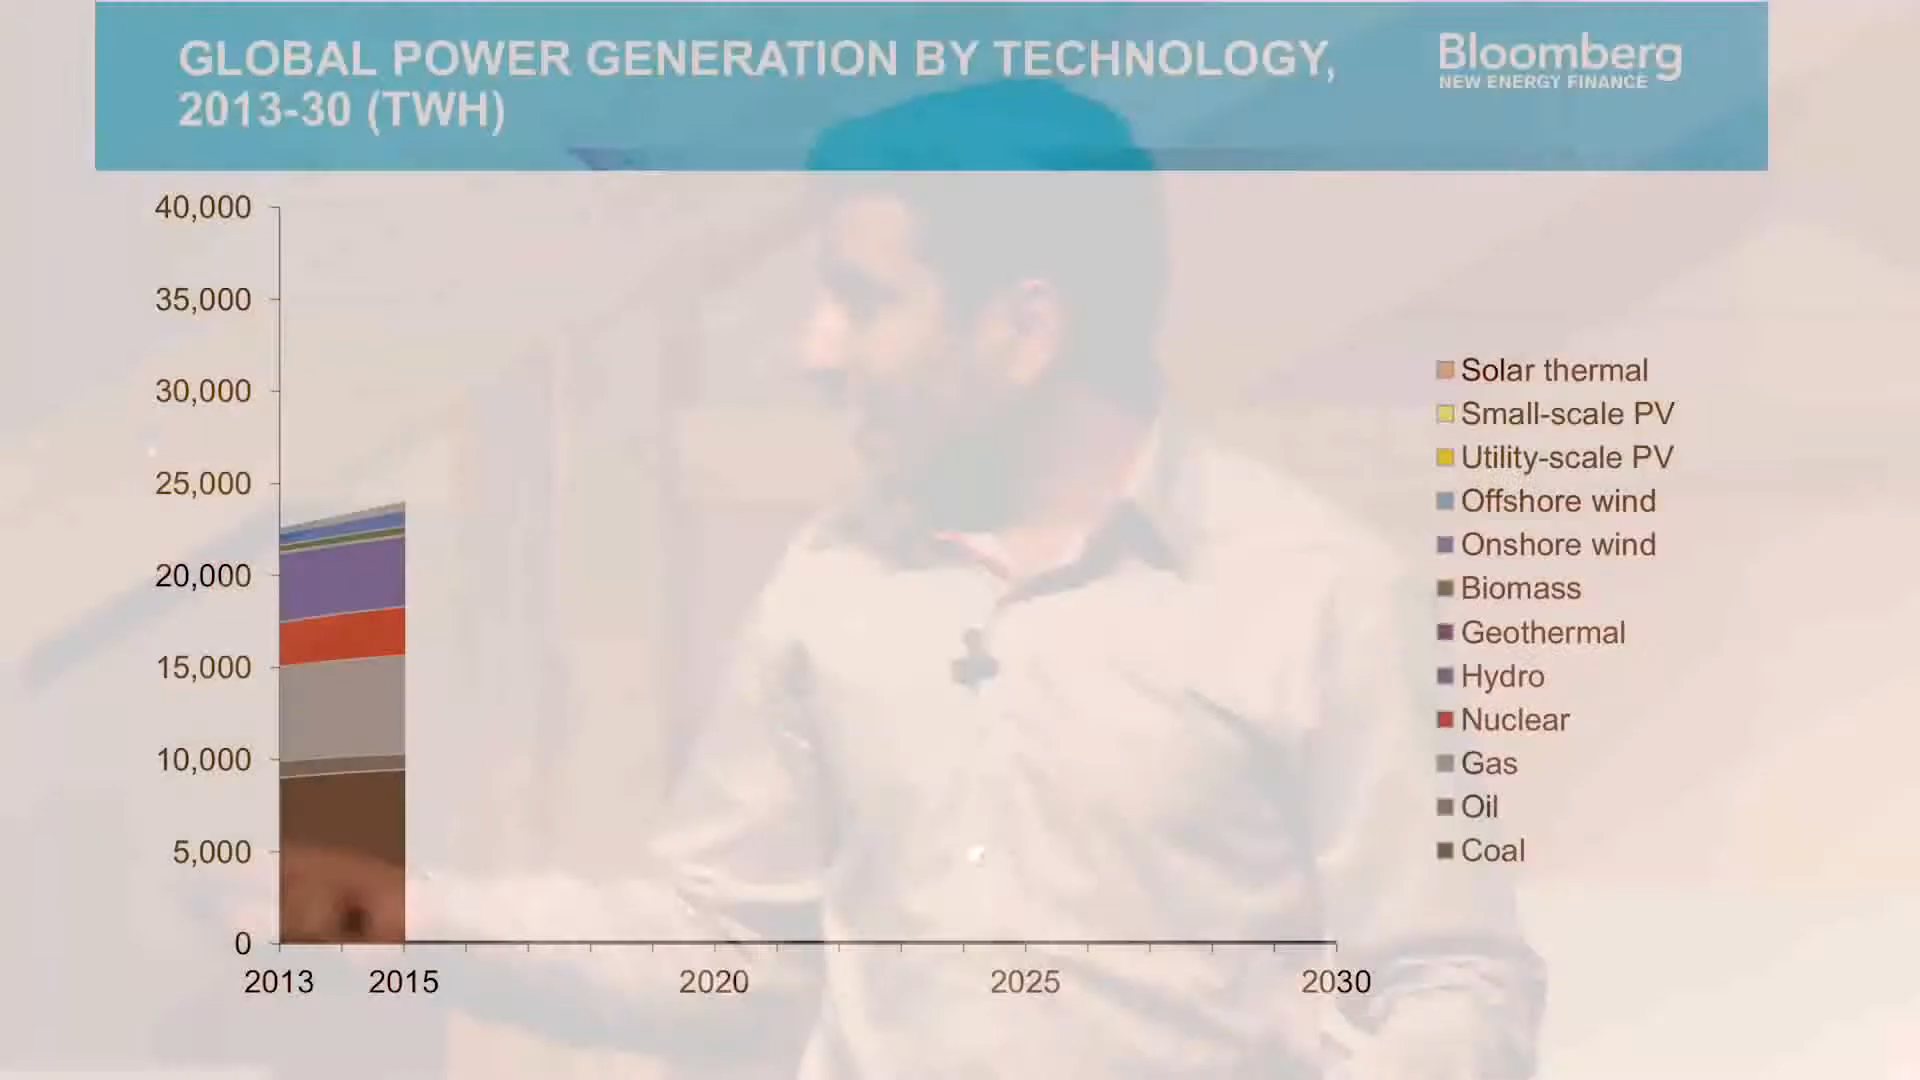 GLOBAL POWER GENERATION BY TECHNOLOGY,
2013-30 (TWH)
Bloomberg
NEW ENERGY FINANCE
40,000
35,000
30,000
25,000
20,000
15,000
10,000
5,000
0
2013
2015
2020
2025
2030
Solar thermal
Small-scale PV
Utility-scale PV
Offshore wind
Onshore wind
Biomass
Geothermal
Hydro
Nuclear
Gas
Oil
Coal